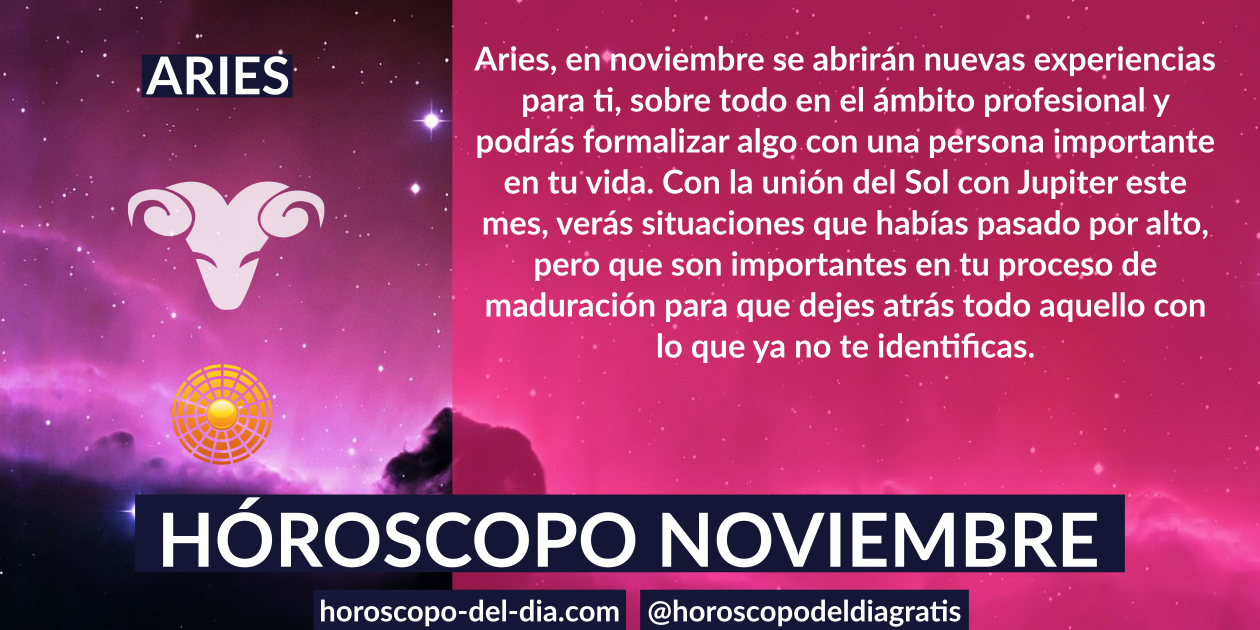 ARIES
Aries, en noviembre se abrirán nuevas experiencias
para ti, sobre todo en el ámbito profesional y
podrás formalizar algo con una persona importante
en tu vida. Con la unión del Sol con Jupiter este
mes, verás situaciones que habías pasado por alto,
pero que son importantes en tu proceso de
maduración para que dejes atrás todo aquello con
lo que ya no te identificas.
HÓROSCOPO NOVIEMBRE
horoscopo-del-dia.com
@horoscopodeldiagratis